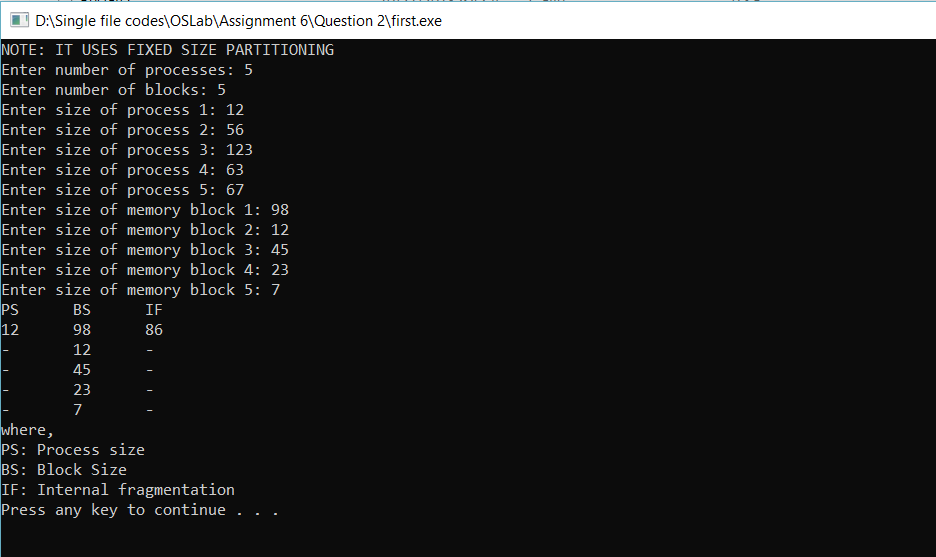 D:\Single file codes\OSLab\Assignment 6\Question 2\first.exe
NOTE: IT USES FIXED SIZE PARTITIONING
Enter number of processes: 5
Enter number of blocks: 5
Enter size of process 1: 12
Enter size of process 2: 56
Enter size of process 3: 123
Enter size of process 4: 63
Enter size of process 5: 67
Enter size of memory block 1: 98
Enter size of memory block 2: 12
Enter size of memory block 3: 45
Enter size of memory block 4: 23
Enter size of memory block 5: 7
PS      BS      IF
12      98      86
-       12      -
-       45      -
-       23      -
-       7       -
where,
PS: Process size
BS: Block Size
IF: Internal fragmentation
Press any key to continue . . .